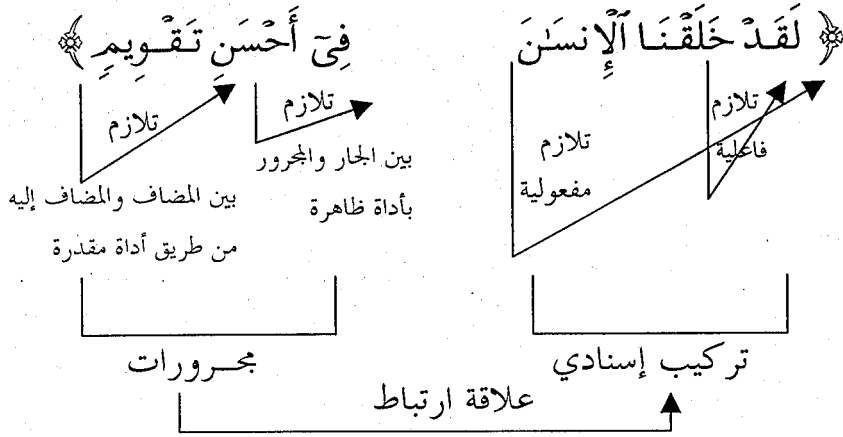 ﴿ لَقَدْ خَلَقْنَا ٱلْإِنسَٰنَ فِىٓ أَحْسَنِ تَقْوِيمٍ ﴾
تلازم
فاعلية
تلازم
مفعولية
تلازم
بين الجار والمجرور
بأداة ظاهرة
تلازم
بين المضاف والمضاف إليه
من طريق أداة مقدرة
تركيب إسنادي
مجرورات
علاقة ارتباط